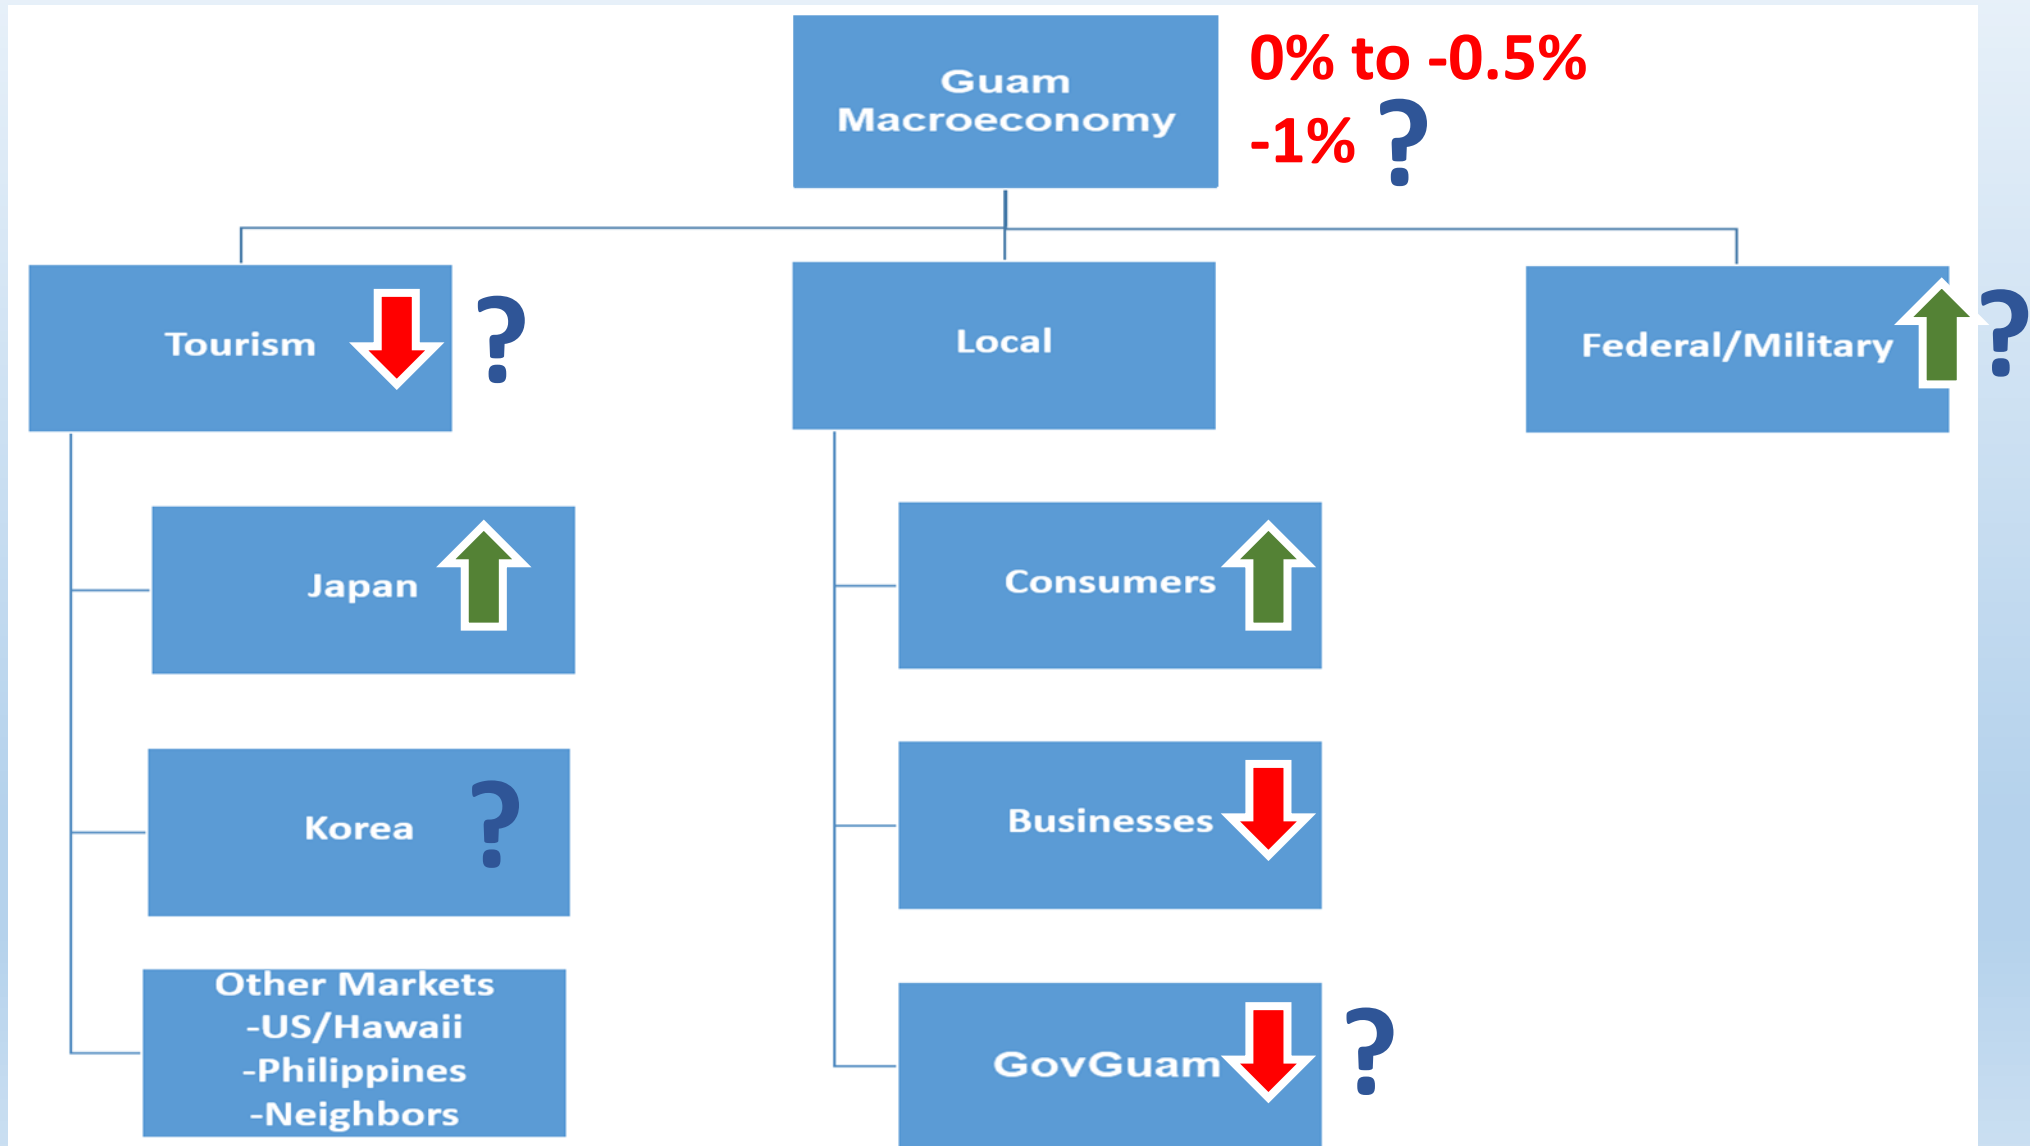 Guam
Macroeconomy
0% to -0.5%
-1% ?
Tourism
?
Local
Federal/Military
?
Japan
Consumers
Korea
?
Businesses
Other Markets
-US/Hawaii
-Philippines
-Neighbors
GovGuam
?